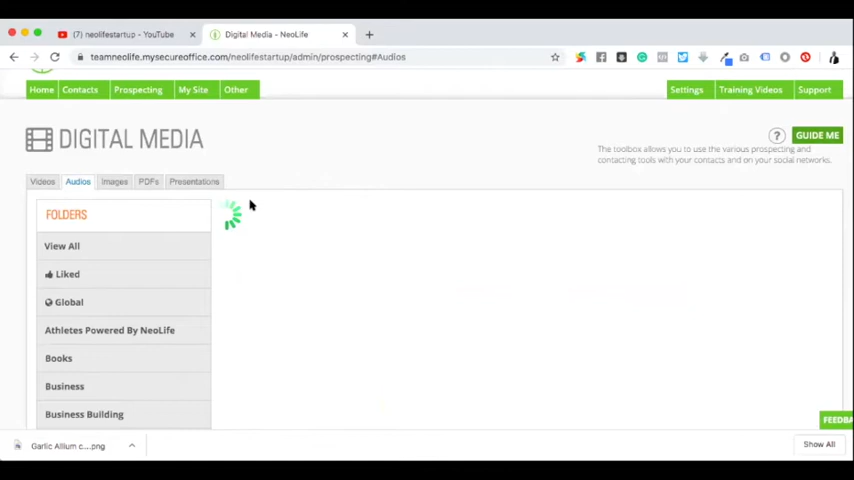 (7) neolifestartup - YouTube
Digital Media - NeoLife
teamneolife.mysecureoffice.com/neolifestartup/admin/prospecting#Audios
Home Contacts Prospecting My Site Other
Settings Training Videos Support
DIGITAL MEDIA
? GUIDE ME
The toolbox allows you to use the various prospecting and
contacting tools with your contacts and on your social networks.
Videos Audios Images PDFs Presentations
FOLDERS
View All
Liked
Global
Athletes Powered By NeoLife
Books
Business
Business Building
FEEDBA
Garlic Allium c....png
Show All